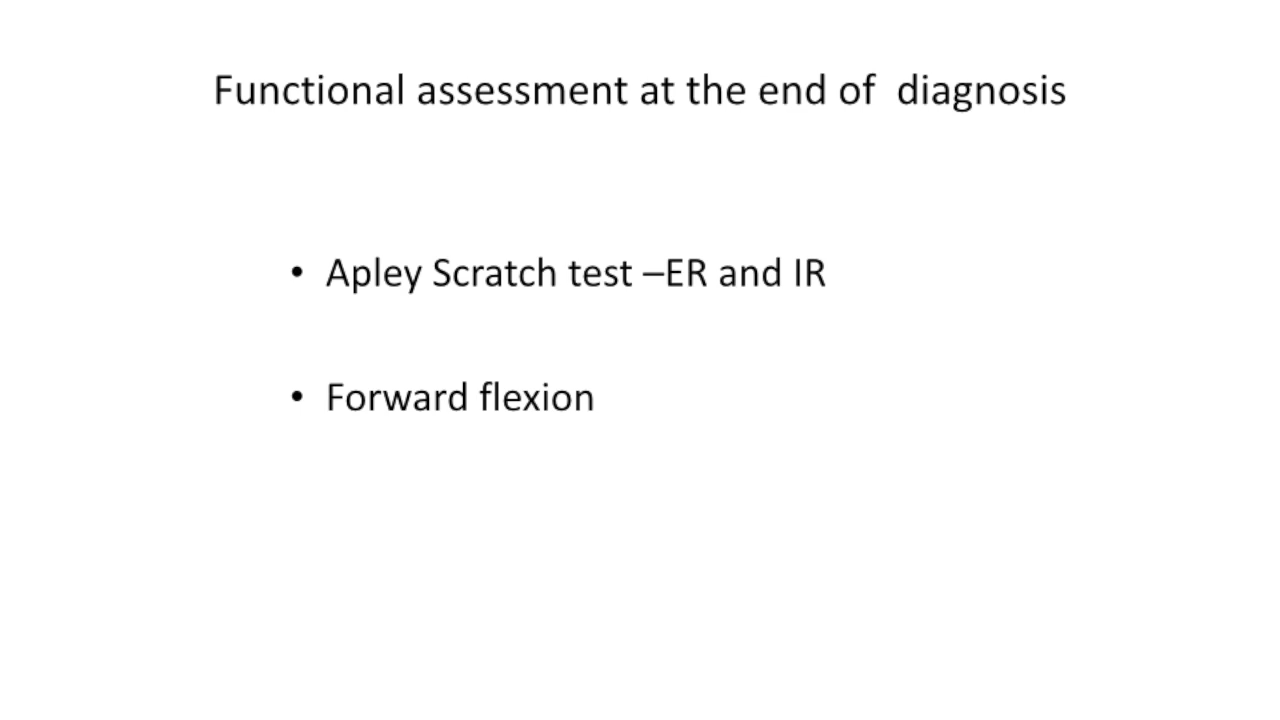 Functional assessment at the end of  diagnosis
• Apley Scratch test –ER and IR
• Forward flexion